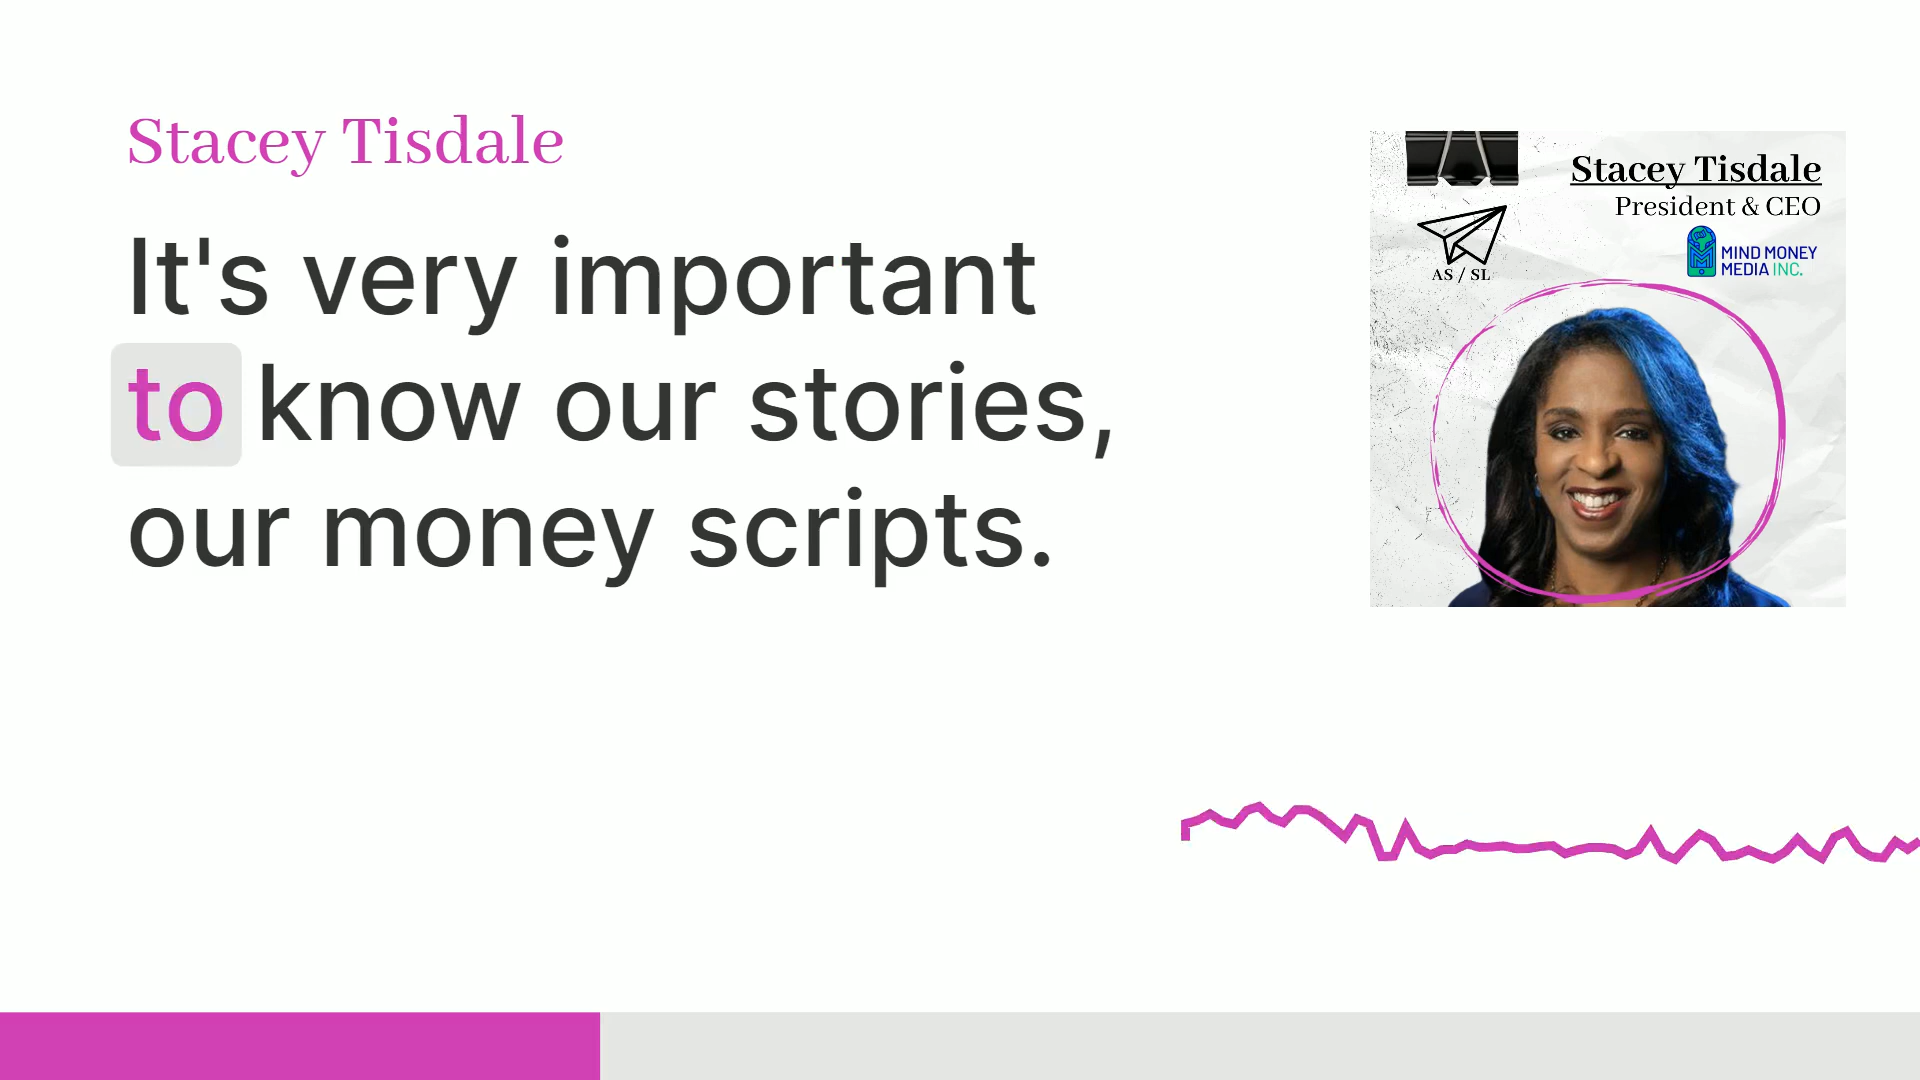 Stacey Tisdale
It's very important
to know our stories,
our money scripts.
Stacey Tisdale
President & CEO
MIND MONEY
MEDIA INC.
AS / SL